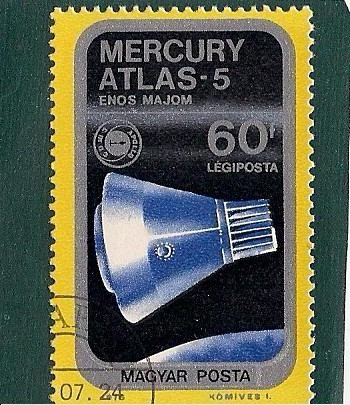 MERCURY
ATLAS-5
ENOS MAJOM
60f
LÉGIPOSTA
MAGYAR POSTA
KÖMIVES I.
07. 24